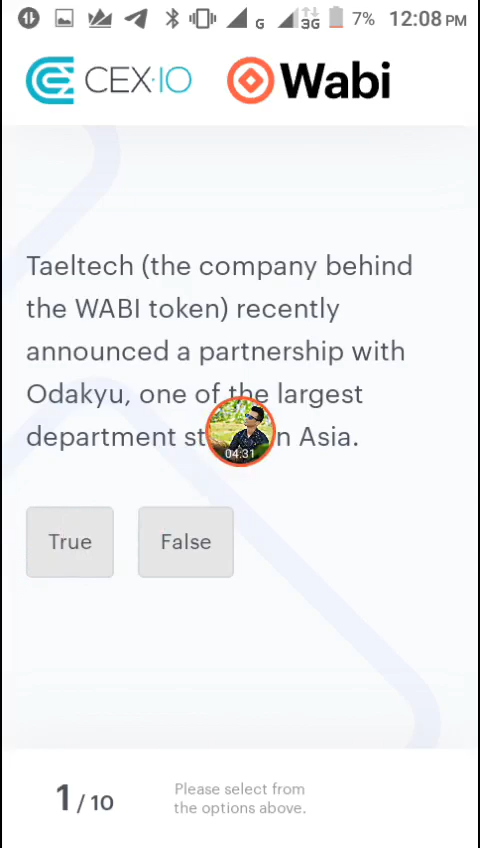 G 3G 7% 12:08 PM
CEX·IO Wabi
Taeltech (the company behind
the WABI token) recently
announced a partnership with
Odakyu, one of the largest
department st n Asia.
04:31
True False
1 / 10
Please select from
the options above.